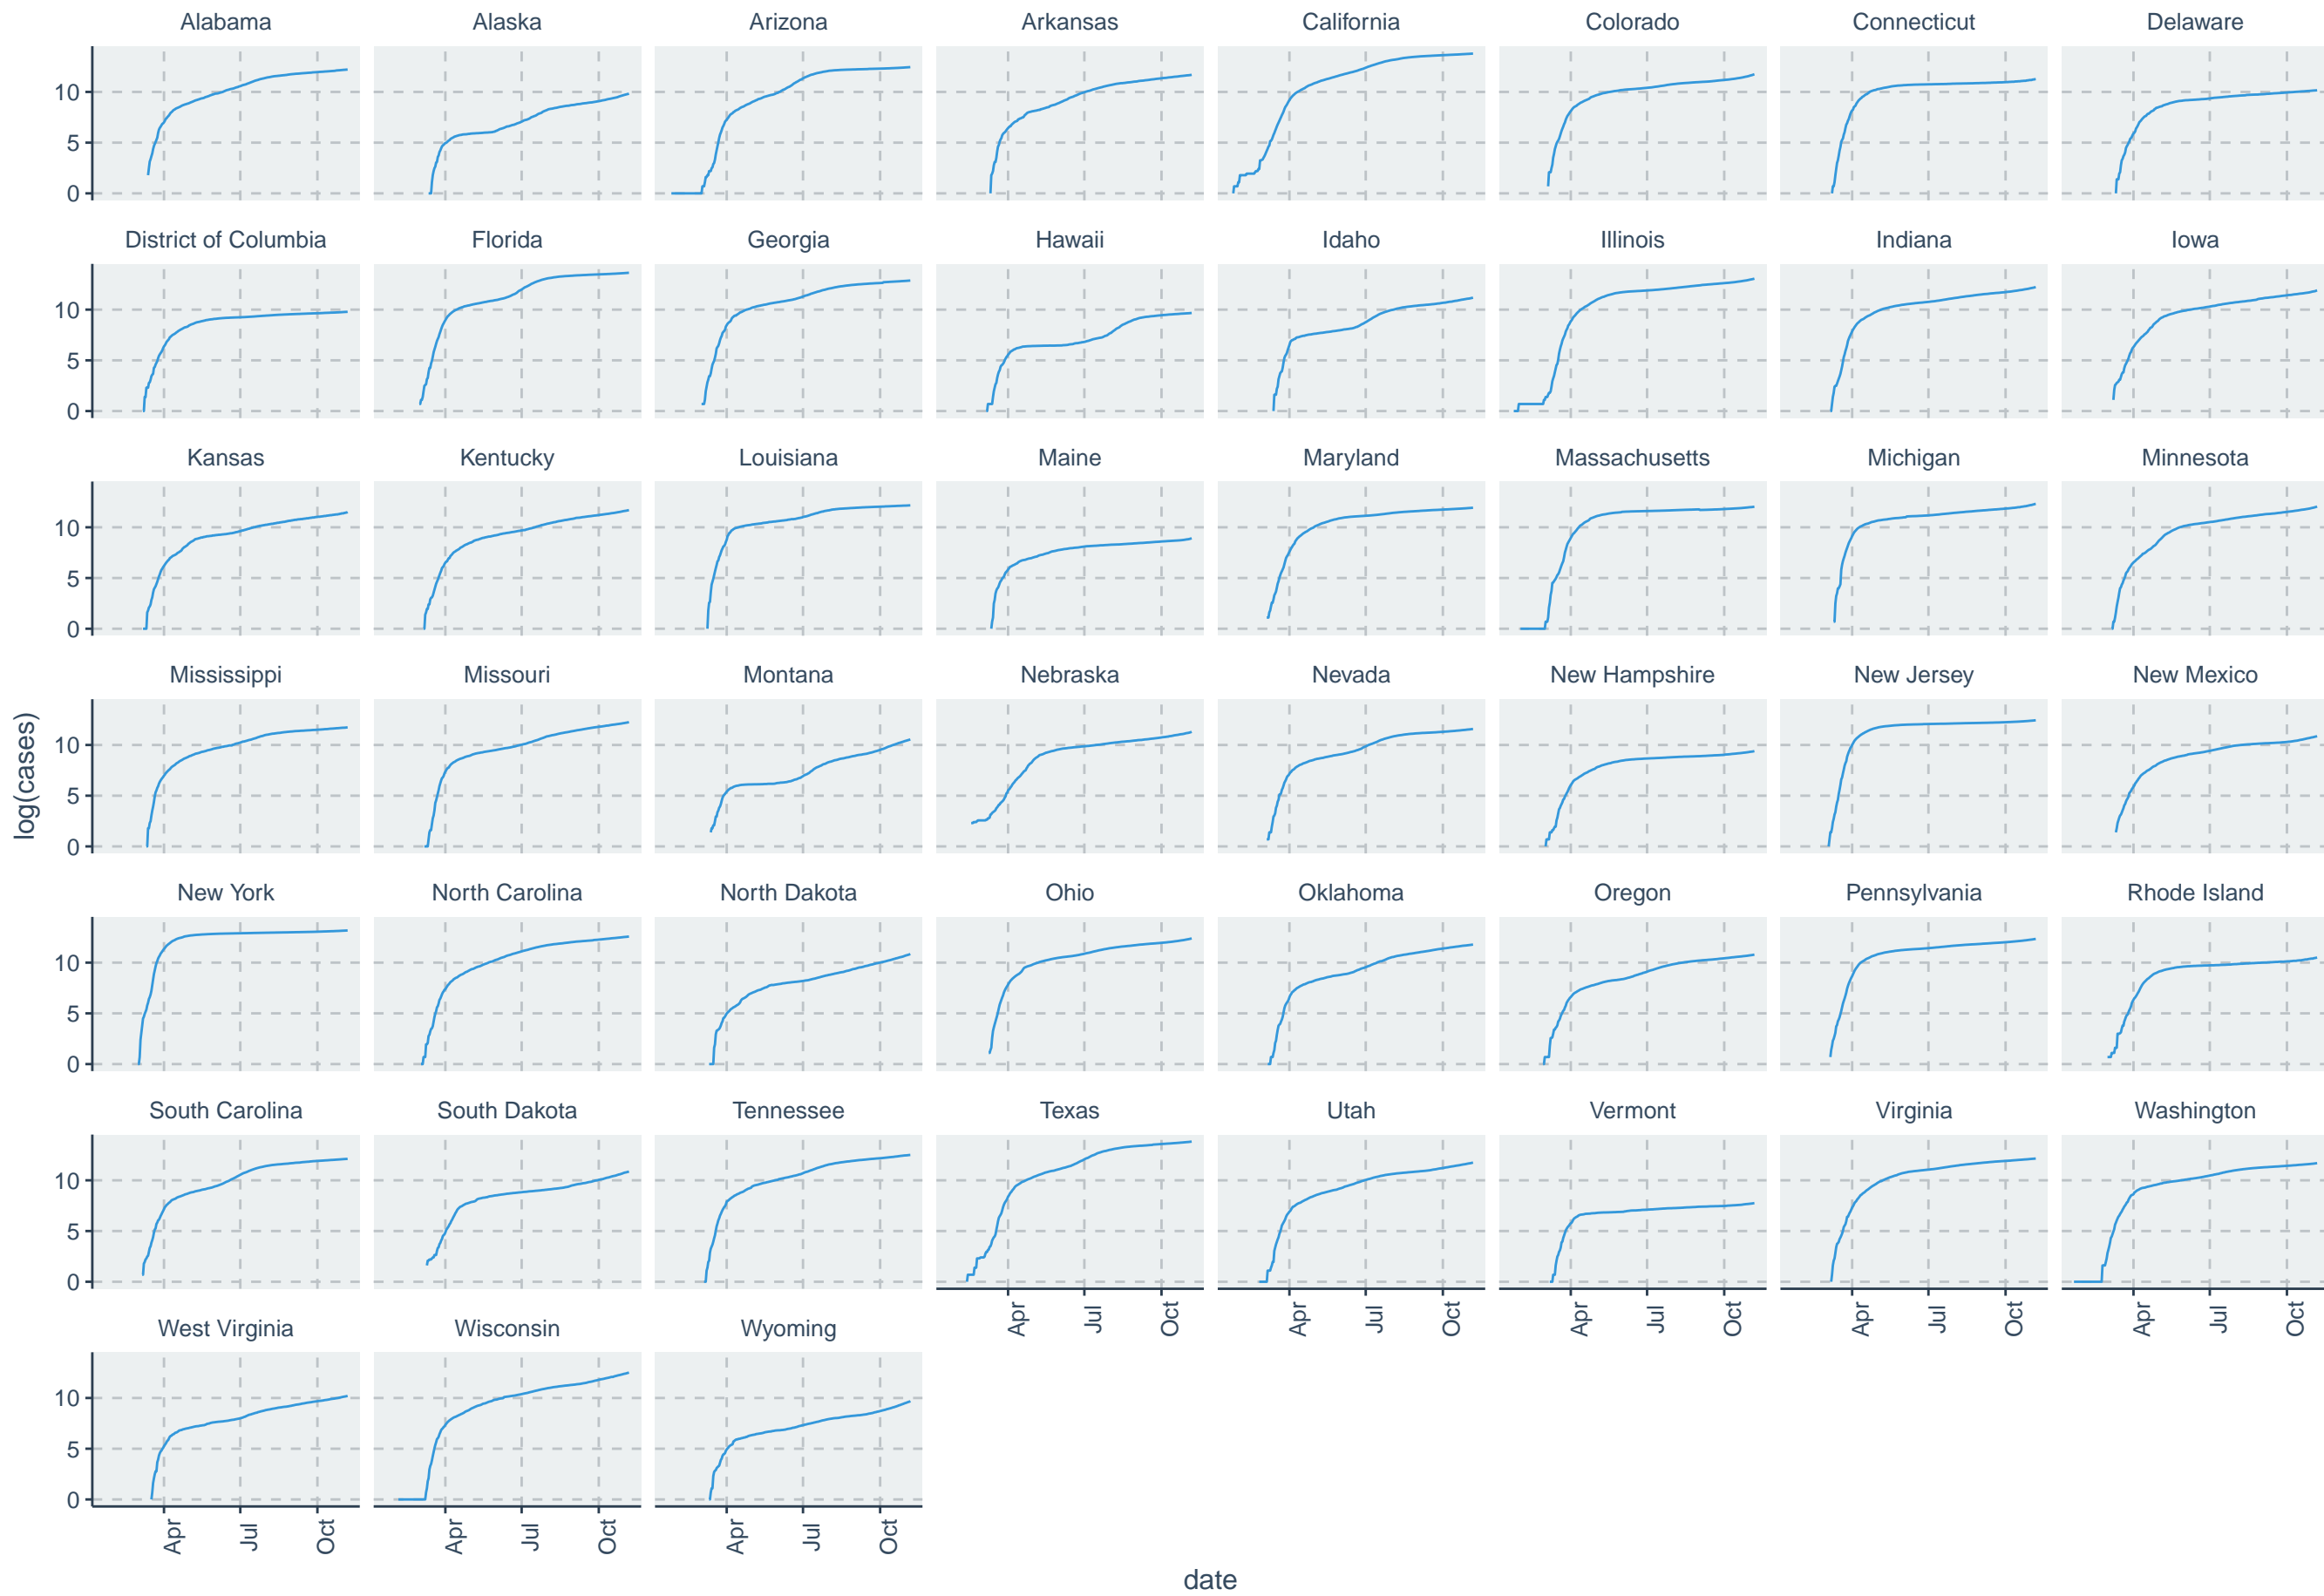 Alabama Alaska Arizona Arkansas California Colorado Connecticut Delaware
10
5
0
District of Columbia Florida Georgia Hawaii Idaho Illinois Indiana Iowa
10
5
0
Kansas Kentucky Louisiana Maine Maryland Massachusetts Michigan Minnesota
10
5
0
Mississippi Missouri Montana Nebraska Nevada New Hampshire New Jersey New Mexico
10
5
0
log(cases)
New York North Carolina North Dakota Ohio Oklahoma Oregon Pennsylvania Rhode Island
10
5
0
South Carolina South Dakota Tennessee Texas Utah Vermont Virginia Washington
10
5
0
Apr Jul Oct Apr Jul Oct Apr Jul Oct Apr Jul Oct Apr Jul Oct
West Virginia Wisconsin Wyoming
10
5
0
Apr Jul Oct Apr Jul Oct Apr Jul Oct
date